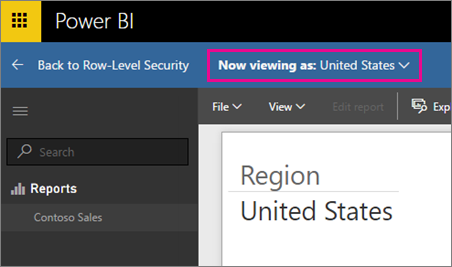 Power BI
Back to Row-Level Security
Now viewing as: United States
File
View
Edit report
Expl
Search
Reports
Contoso Sales
Region
United States